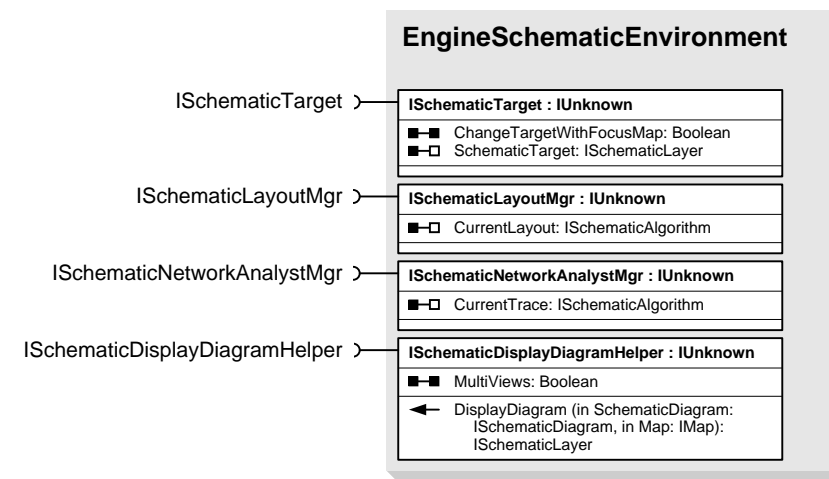 EngineSchematicEnvironment
ISchematicTarget
ISchematicTarget : IUnknown
ChangeTargetWithFocusMap: Boolean
SchematicTarget: ISchematicLayer
ISchematicLayoutMgr
ISchematicLayoutMgr : IUnknown
CurrentLayout: ISchematicAlgorithm
ISchematicNetworkAnalystMgr
ISchematicNetworkAnalystMgr : IUnknown
CurrentTrace: ISchematicAlgorithm
ISchematicDisplayDiagramHelper
ISchematicDisplayDiagramHelper : IUnknown
MultiViews: Boolean
DisplayDiagram (in SchematicDiagram:
ISchematicDiagram, in Map: IMap):
ISchematicLayer